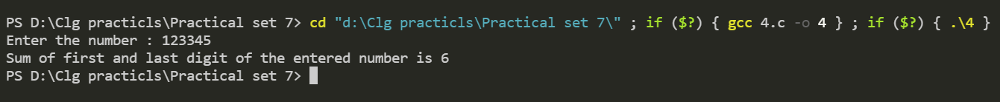 PS D:\Clg practicls\Practical set 7> cd "d:\Clg practicls\Practical set 7\" ; if ($?) { gcc 4.c -o 4 } ; if ($?) { .\4 }
Enter the number : 123345
Sum of first and last digit of the entered number is 6
PS D:\Clg practicls\Practical set 7>